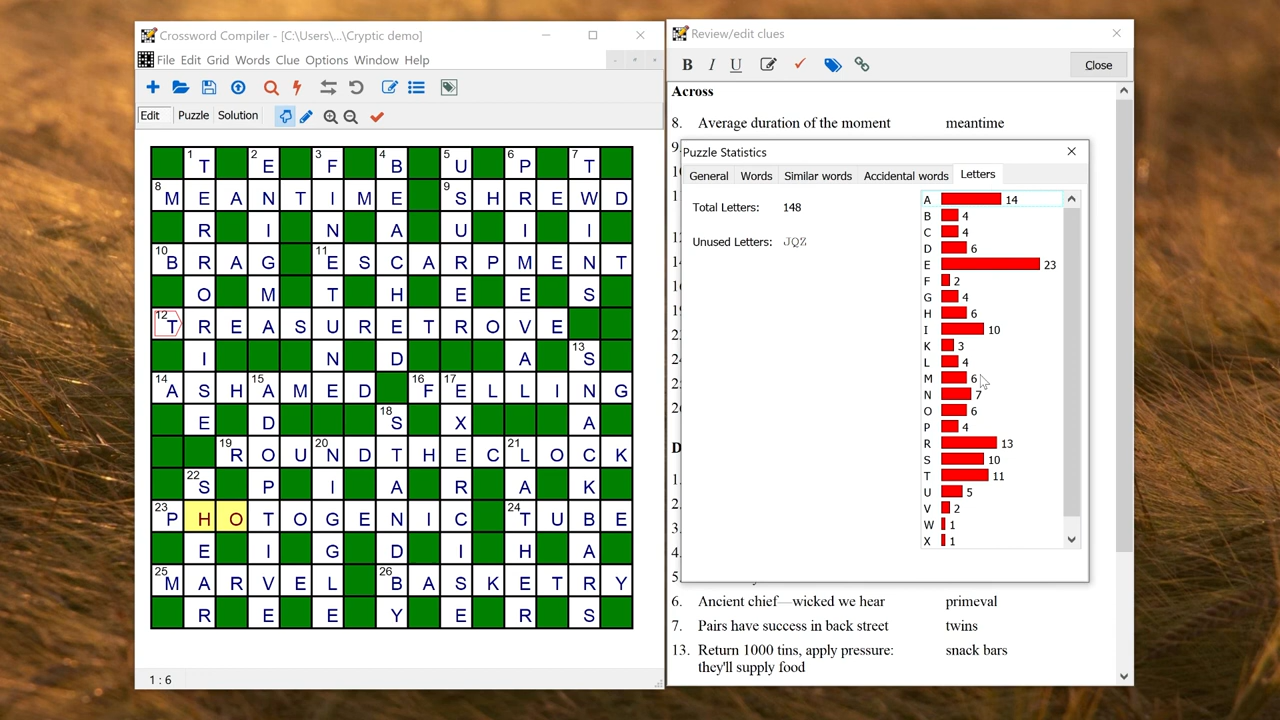 Crossword Compiler - [C:\Users\...\Cryptic demo]
File Edit Grid Words Clue Options Window Help
Edit Puzzle Solution
1 T 2 E 3 F 4 B 5 U 6 P 7 T
8 M E A N T I M E 9 S H R E W D
R I N A U I I
10 B R A G 11 E S C A R P M E N T
O M T H E E S
12 T R E A S U R E T R O V E
I N D A 13 S
14 A S H A 15 M E D 16 F 17 E L L I N G
E D 18 S X A
19 R O U 20 N D T H E C 21 L O C K
22 S P I A R A K
23 P H O T O G E N I C 24 T U B E
E I G D I H A
25 M A R V E L 26 B A S K E T R Y
R E E Y E R S
1 : 6
Review/edit clues
B I U Close
Across
8. Average duration of the moment meantime
Puzzle Statistics
General Words Similar words Accidental words Letters
Total Letters: 148
Unused Letters: JQZ
A 14
B 4
C 4
D 6
E 23
F 2
G 4
H 6
I 10
K 3
L 4
M 6
N 7
O 6
P 4
R 13
S 10
T 11
U 5
V 2
W 1
X 1
6. Ancient chief—wicked we hear primeval
7. Pairs have success in back street twins
13. Return 1000 tins, apply pressure: snack bars
they'll supply food